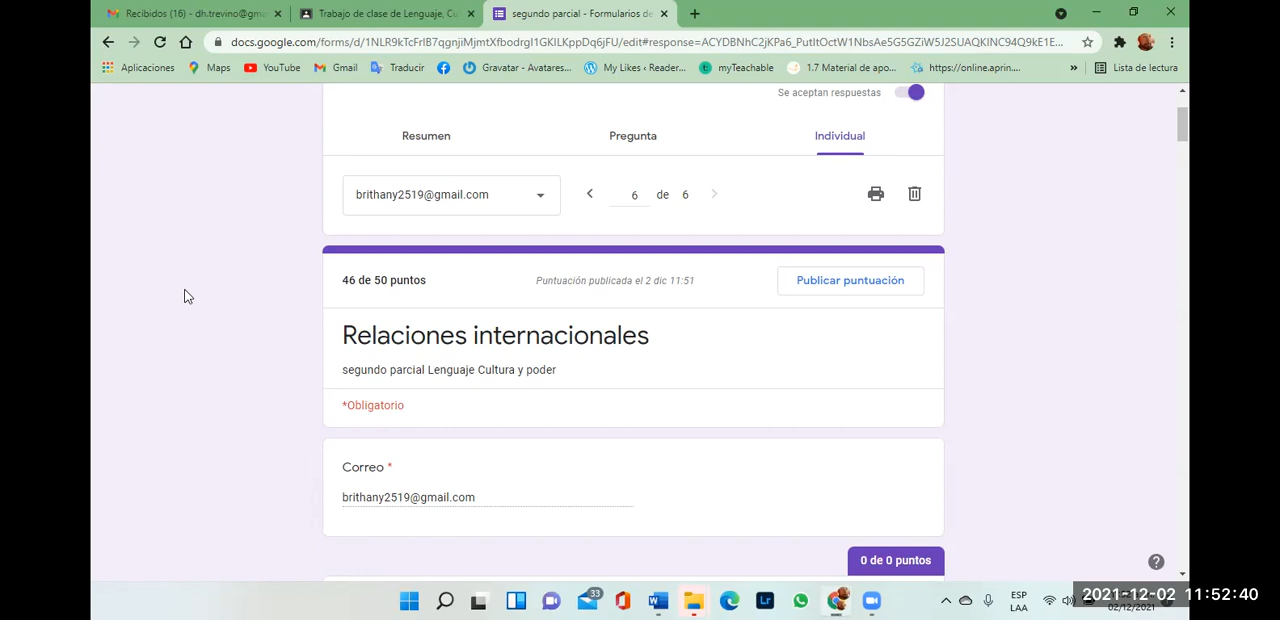 Recibidos (16) - dh.trevino@gma
Trabajo de clase de Lenguaje, Cu
segundo parcial - Formularios de
docs.google.com/forms/d/1NLR9kTcFrlB7qgnjiMjmtXfbodrgI1GKILKppDq6jFU/edit#response=ACYDBNhC2jKPa6_PutItOctW1NbsAe5G5GZiW5J2SUAQKINC94Q9kE1E...
Aplicaciones
Maps
YouTube
Gmail
Traducir
Gravatar - Avatares...
My Likes ‹ Reader...
myTeachable
1.7 Material de apo...
https://online.aprin....
»
Lista de lectura
Se aceptan respuestas
Resumen
Pregunta
Individual
brithany2519@gmail.com
6 de 6
46 de 50 puntos
Puntuación publicada el 2 dic 11:51
Publicar puntuación
Relaciones internacionales
segundo parcial Lenguaje Cultura y poder
*Obligatorio
Correo *
brithany2519@gmail.com
0 de 0 puntos
33
ESP
LAA
2021-12-02 11:52:40
02/12/2021